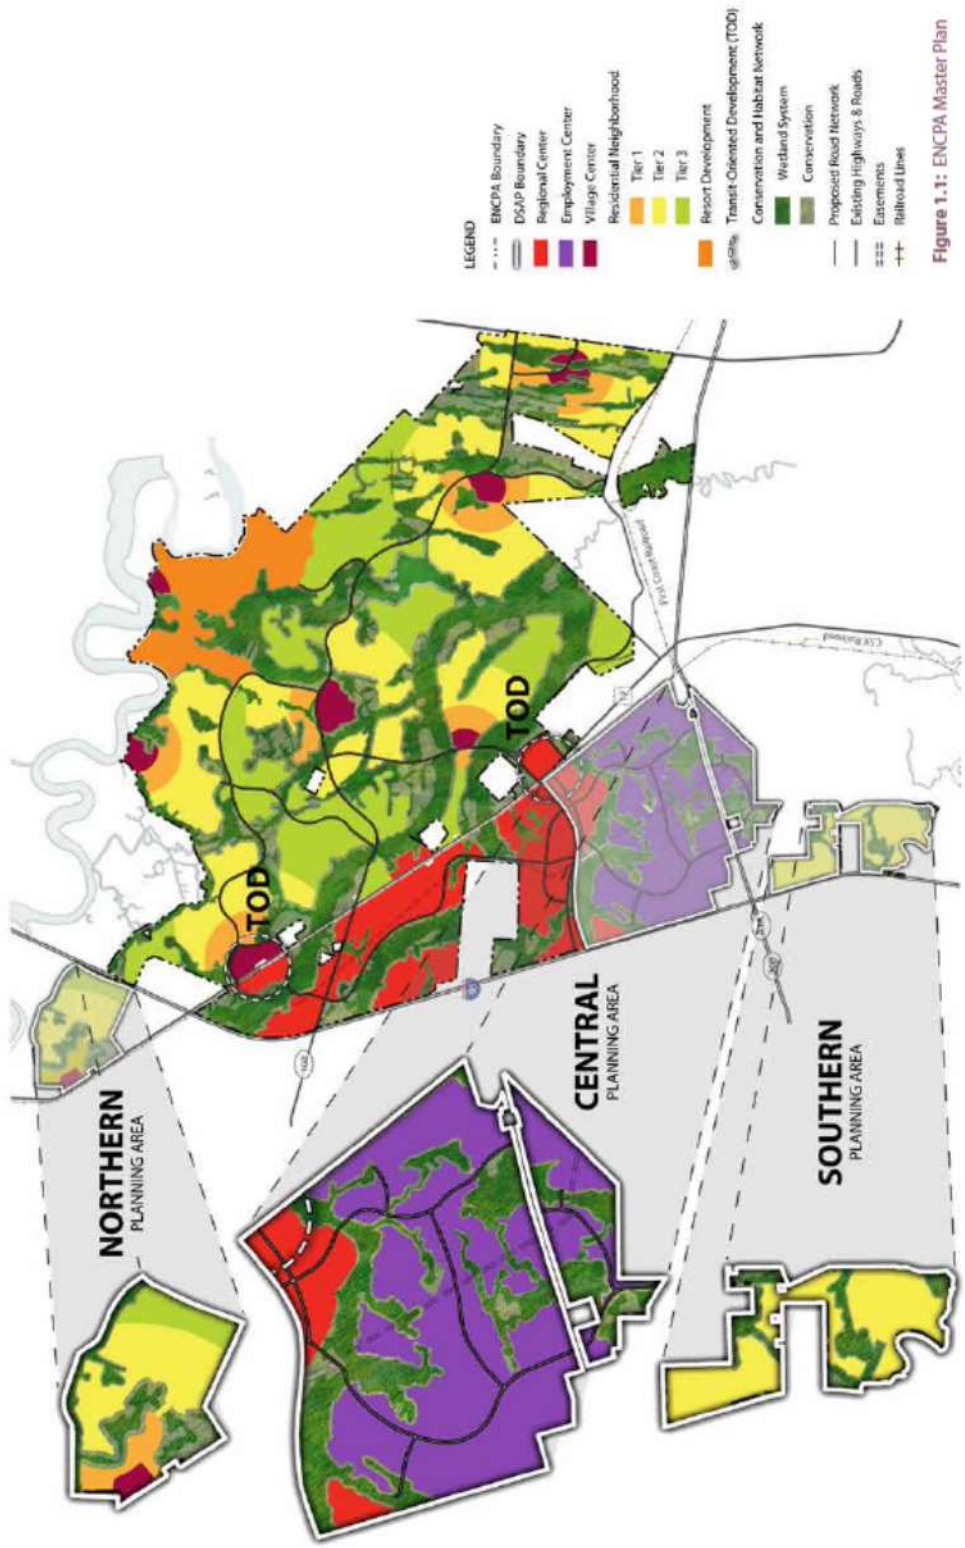 NORTHERN
PLANNING AREA
CENTRAL
PLANNING AREA
SOUTHERN
PLANNING AREA
TOD
TOD
CSX Railroad
LEGEND
ENCPA Boundary
DSAP Boundary
Regional Center
Employment Center
Village Center
Residential Neighborhood
Tier 1
Tier 2
Tier 3
Resort Development
Transit-Oriented Development (TOD)
Conservation and Habitat Network
Wetland System
Conservation
Proposed Road Network
Existing Highways & Roads
Easements
Railroad Lines
Figure 1.1: ENCPA Master Plan